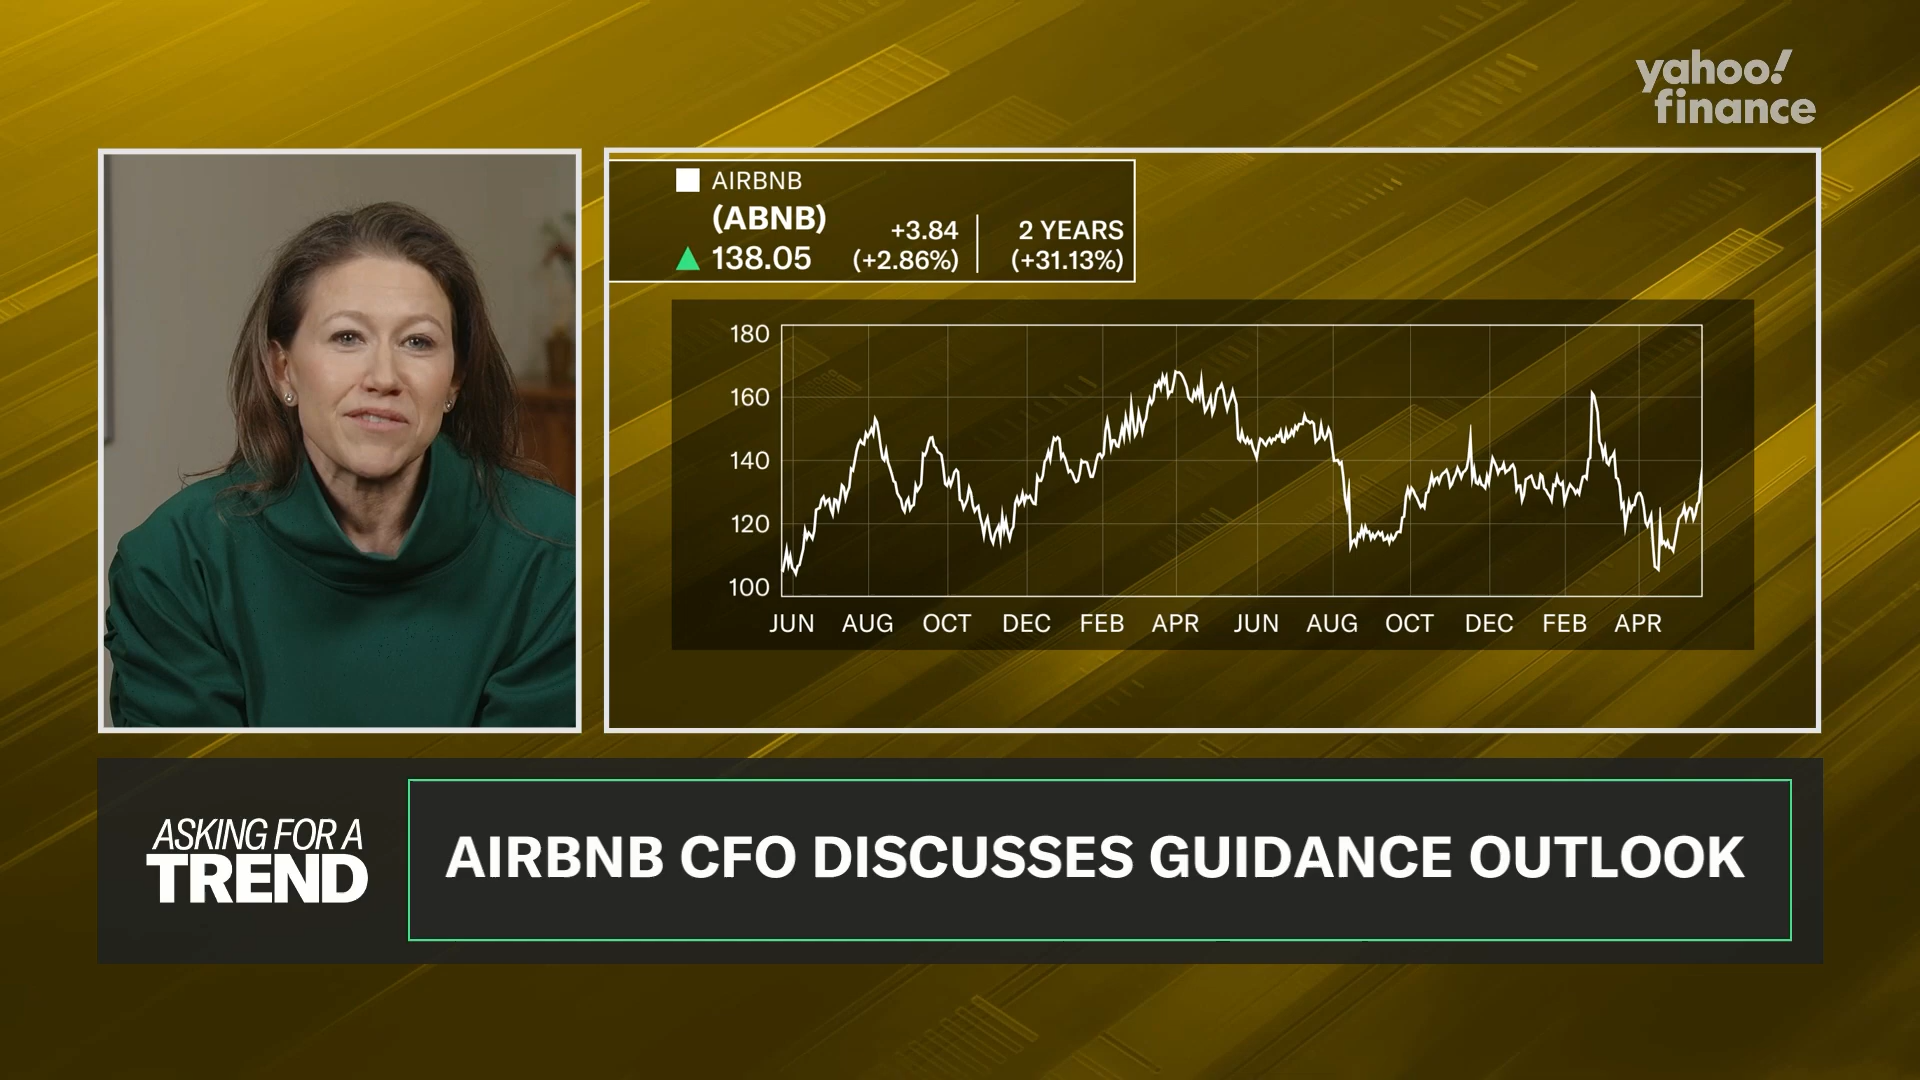 yahoo!
finance
AIRBNB
(ABNB)
138.05
+3.84
(+2.86%)
2 YEARS
(+31.13%)
180
160
140
120
100
JUN AUG OCT DEC FEB APR JUN AUG OCT DEC FEB APR
ASKING FOR A
TREND
AIRBNB CFO DISCUSSES GUIDANCE OUTLOOK